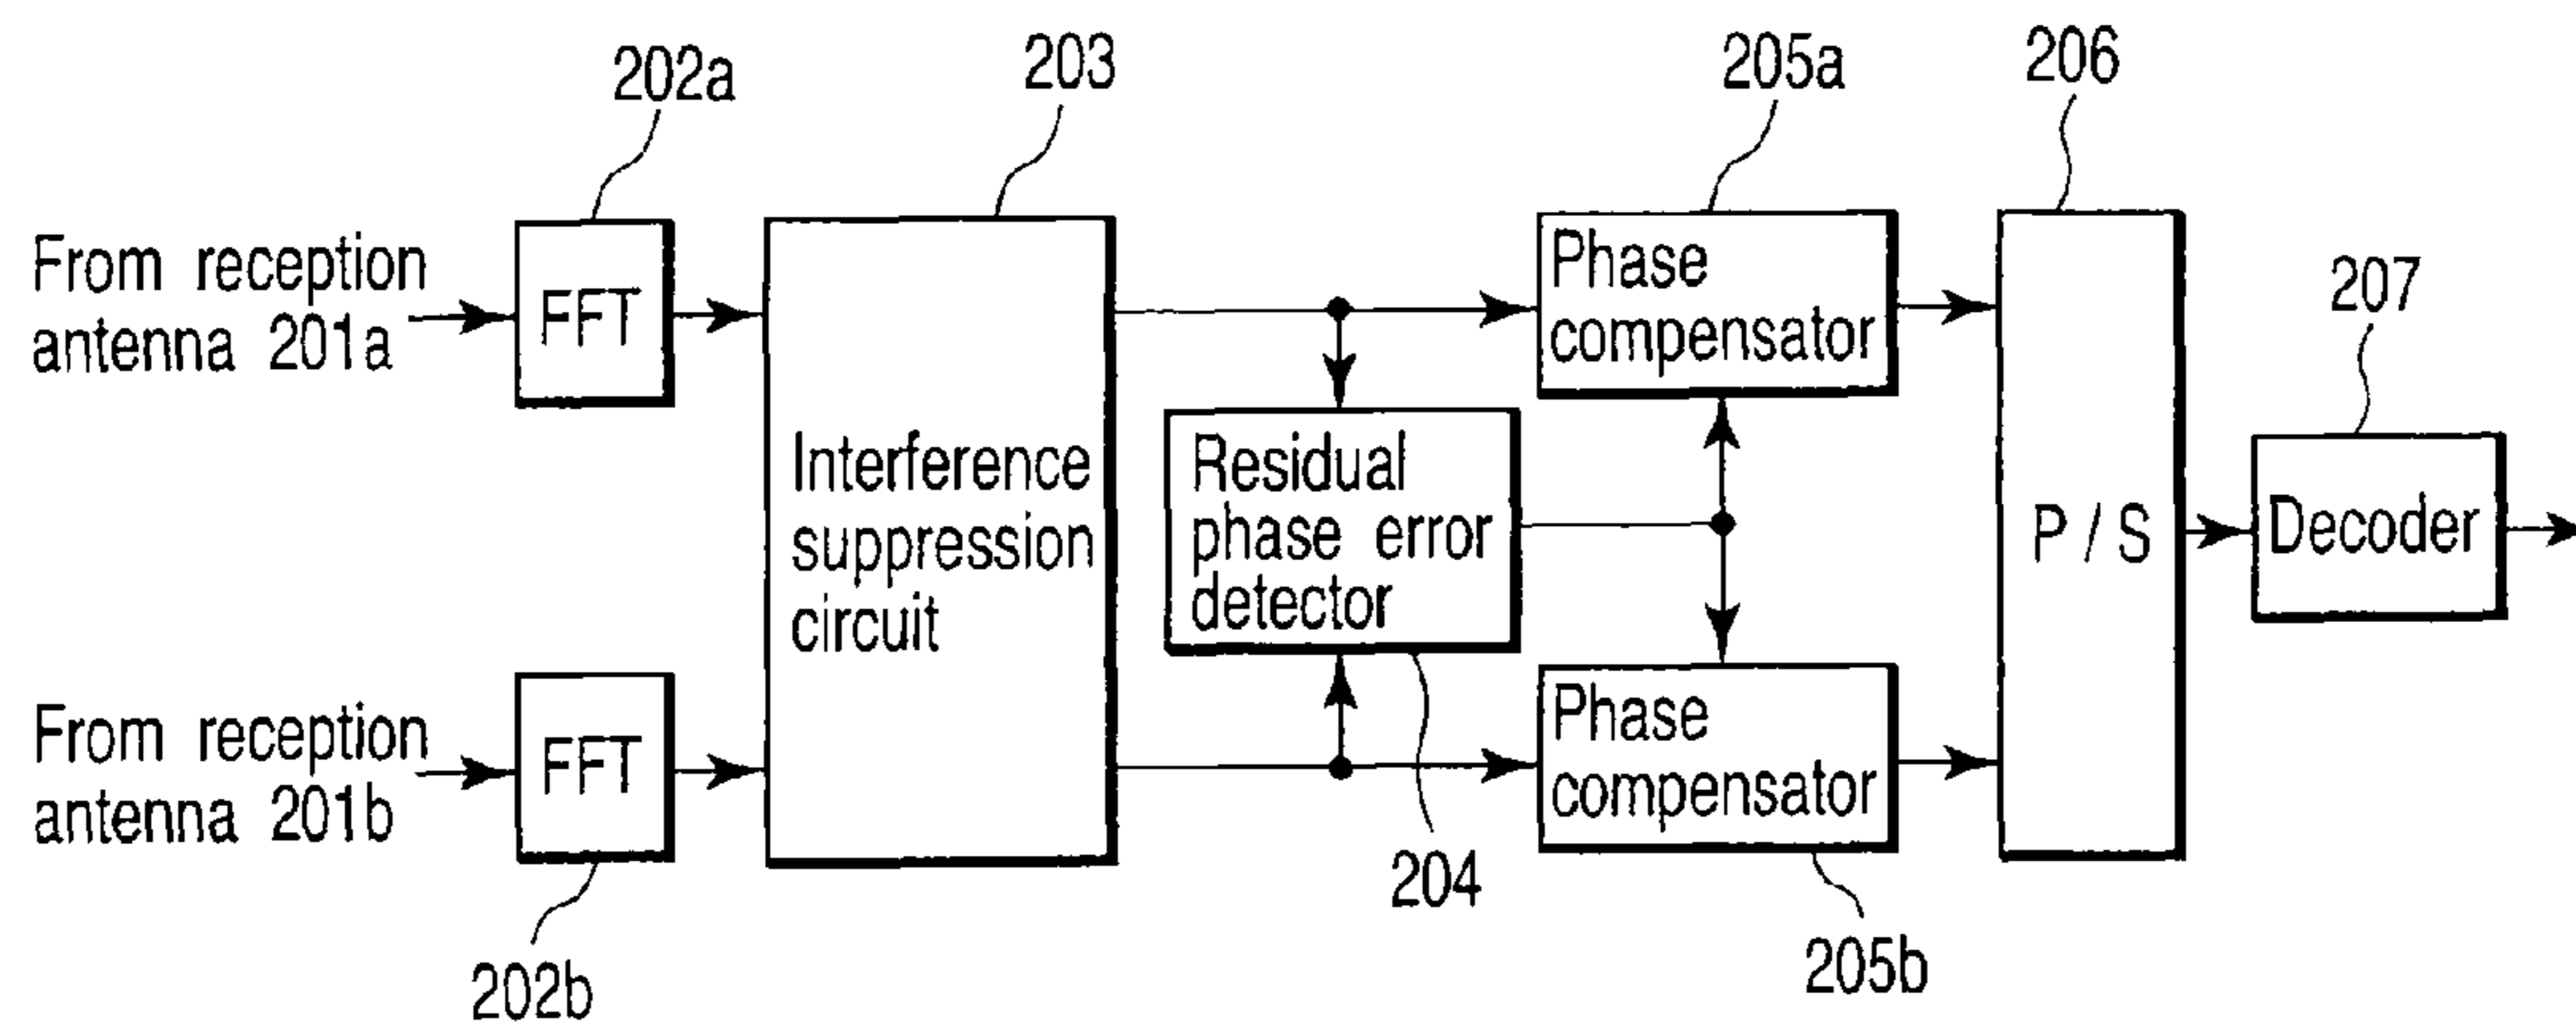 202a
203
205a
206
From reception
antenna 201a
FFT
Phase
compensator
207
Interference
suppression
circuit
Residual
phase error
detector
P / S
Decoder
From reception
antenna 201b
FFT
Phase
compensator
204
202b
205b